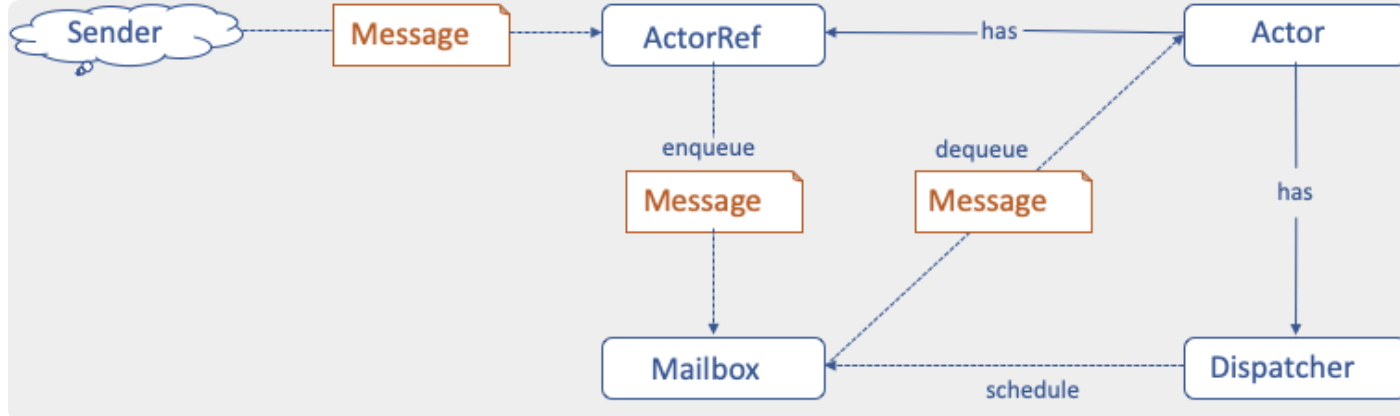 Sender
Message
ActorRef
has
Actor
enqueue
dequeue
Message
Message
has
Mailbox
schedule
Dispatcher